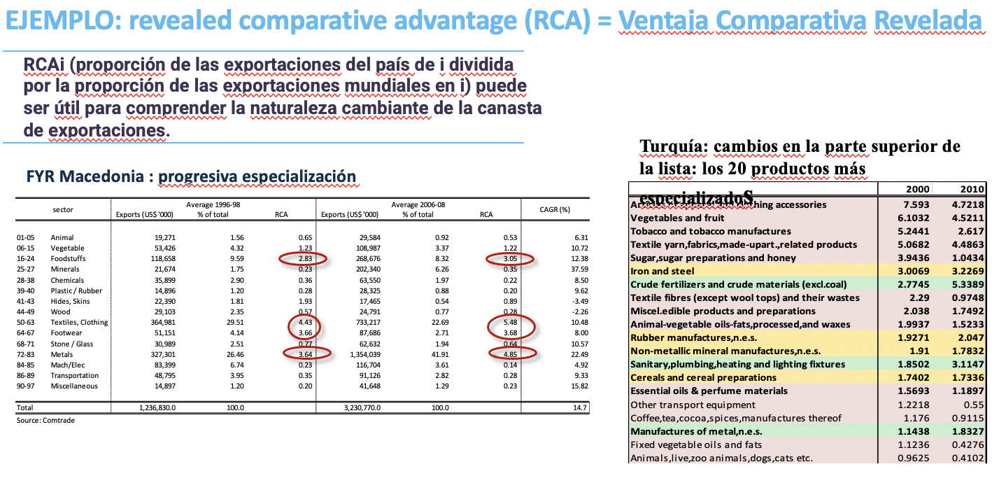 EJEMPLO: revealed comparative advantage (RCA) = Ventaja Comparativa Revelada
RCAi (proporción de las exportaciones del país de i dividida
por la proporción de las exportaciones mundiales en i) puede
ser útil para comprender la naturaleza cambiante de la canasta
de exportaciones.
FYR Macedonia : progresiva especialización
sector Average 1996-98 Average 2006-08 CAGR (%)
Exports (US$ '000) % of total RCA Exports (US$ '000) % of total RCA
01-05 Animal 19,271 1.56 0.65 29,584 0.92 0.53 6.31
06-15 Vegetable 53,426 4.32 1.23 108,987 3.37 1.22 10.72
16-24 Foodstuffs 118,658 9.59 2.83 268,676 8.32 3.05 12.38
25-27 Minerals 21,674 1.75 0.23 202,340 6.26 0.35 37.59
28-38 Chemicals 35,899 2.90 0.36 63,550 1.97 0.22 8.50
39-40 Plastic / Rubber 14,896 1.20 0.28 28,325 0.88 0.20 9.62
41-43 Hides, Skins 22,390 1.81 1.93 17,465 0.54 0.89 -3.49
44-49 Wood 29,103 2.35 0.57 24,791 0.77 0.28 -2.26
50-63 Textiles, Clothing 364,981 29.51 4.43 733,217 22.69 5.48 10.48
64-67 Footwear 51,151 4.14 3.66 87,686 2.71 3.68 8.00
68-71 Stone / Glass 30,989 2.51 0.77 62,632 1.94 0.64 10.57
72-83 Metals 327,301 26.46 3.64 1,354,039 41.91 4.85 22.49
84-85 Mach/Elec 83,399 6.74 0.23 116,704 3.61 0.14 4.92
86-89 Transportation 48,795 3.95 0.35 91,126 2.82 0.28 9.33
90-97 Miscellaneous 14,897 1.20 0.20 41,648 1.29 0.23 15.82
Total 1,236,830.0 100.0 3,230,770.0 100.0 14.7
Source: Comtrade
Turquía: cambios en la parte superior de
la lista: los 20 productos más
especializados
2000 2010
accessories 7.593 4.7218
Vegetables and fruit 6.1032 4.5211
Tobacco and tobacco manufactures 5.2441 2.617
Textile yarn,fabrics,made-upart.,related products 5.0682 4.4863
Sugar,sugar preparations and honey 3.9436 1.0434
Iron and steel 3.0069 3.2269
Crude fertilizers and crude materials (excl.coal) 2.7745 5.3389
Textile fibres (except wool tops) and their wastes 2.29 0.9748
Miscel.edible products and preparations 2.038 1.7492
Animal-vegetable oils-fats,processed,and waxes 1.9937 1.5233
Rubber manufactures,n.e.s. 1.9271 2.047
Non-metallic mineral manufactures,n.e.s. 1.91 1.7832
Sanitary,plumbing,heating and lighting fixtures 1.8502 3.1147
Cereals and cereal preparations 1.7402 1.7336
Essential oils & perfume materials 1.5693 1.1897
Other transport equipment 1.2218 0.55
Coffee,tea,cocoa,spices,manufactures thereof 1.176 0.9115
Manufactures of metal,n.e.s. 1.1438 1.8327
Fixed vegetable oils and fats 1.1236 0.4276
Animals,live,zoo animals,dogs,cats etc. 0.9625 0.4102